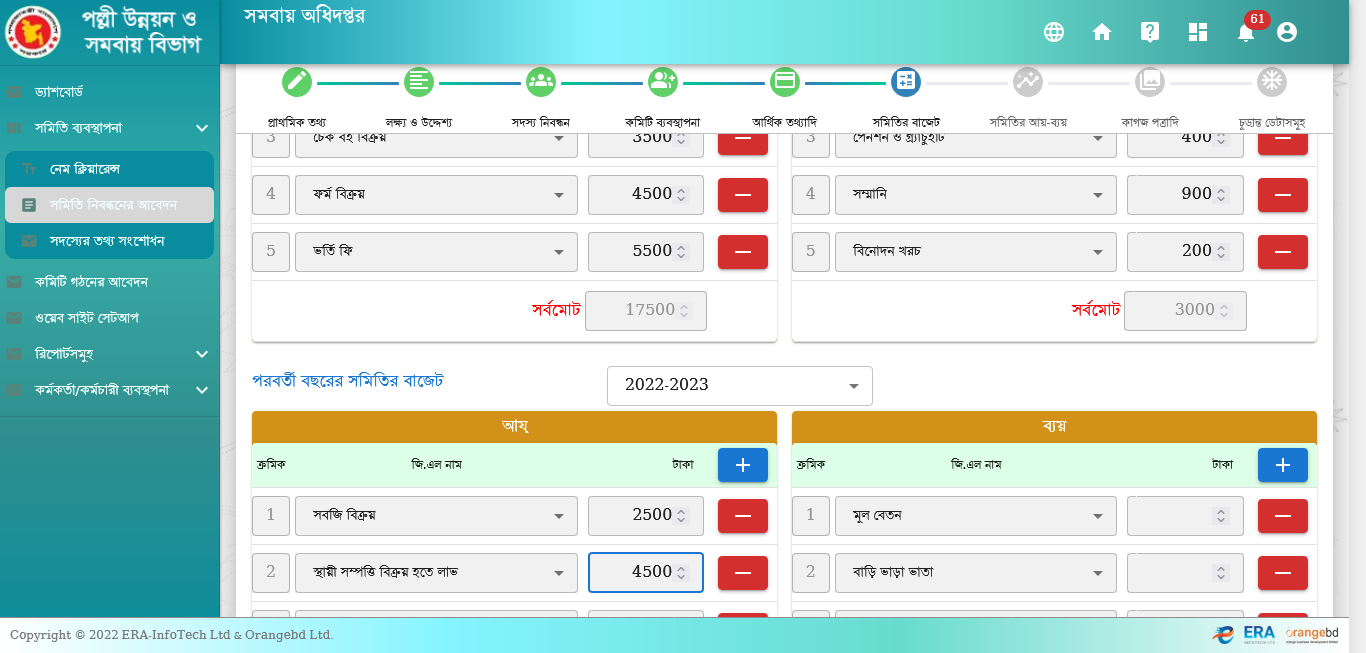 পল্লী উন্নয়ন ও
সমবায় বিভাগ
সমবায় অধিদপ্তর
61
ড্যাশবোর্ড
সমিতি ব্যবস্থাপনা
নেম ক্লিয়ারেন্স
সমিতি নিবন্ধনের আবেদন
সদস্যের তথ্য সংশোধন
কমিটি গঠনের আবেদন
ওয়েব সাইট সেটআপ
রিপোর্টসমূহ
কর্মকর্তা/কর্মচারী ব্যবস্থপনা
প্রাথমিক তথ্য
লক্ষ্য ও উদ্দেশ্য
সদস্য নিবন্ধন
কমিটি ব্যবস্থাপনা
আর্থিক তথ্যাদি
সমিতির বাজেট
সমিতির আয়-ব্যয়
কাগজ পত্রাদি
চুড়ান্ত ডেটাসমূহ
3 চেক বই বিক্রয় 3500
3 পেনশন ও গ্র্যাচুইটি 400
4 ফর্ম বিক্রয় 4500
4 সম্মানি 900
5 ভর্তি ফি 5500
5 বিনোদন খরচ 200
সর্বমোট 17500
সর্বমোট 3000
পরবর্তী বছরের সমিতির বাজেট
2022-2023
আয়
ব্যয়
ক্রমিক জি.এল নাম টাকা
ক্রমিক জি.এল নাম টাকা
1 সবজি বিক্রয় 2500
1 মুল বেতন
2 স্থায়ী সম্পত্তি বিক্রয় হতে লাভ 4500
2 বাড়ি ভাড়া ভাতা
Copyright © 2022 ERA-InfoTech Ltd & Orangebd Ltd.
ERA
orangebd